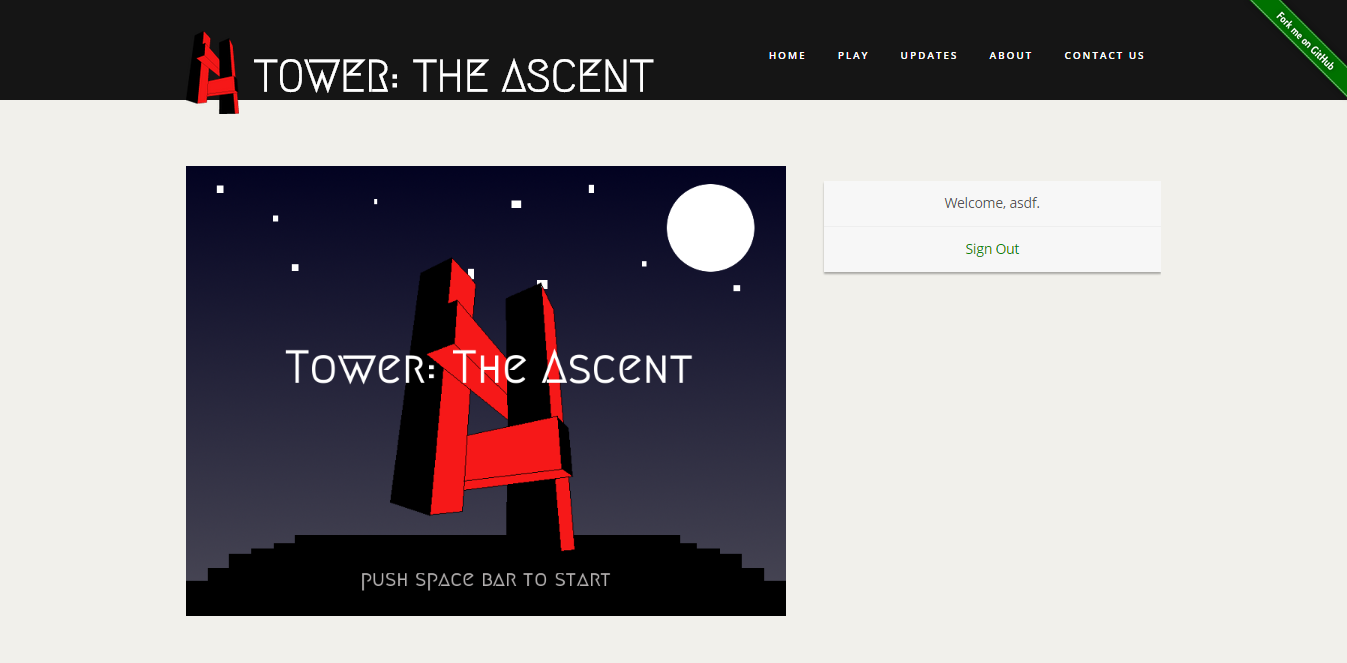 TOWER: THE ASCENT
HOME PLAY UPDATES ABOUT CONTACT US
Fork me on GitHub
Welcome, asdf.
Sign Out
Tower: The Ascent
PUSH SPACE BAR TO START